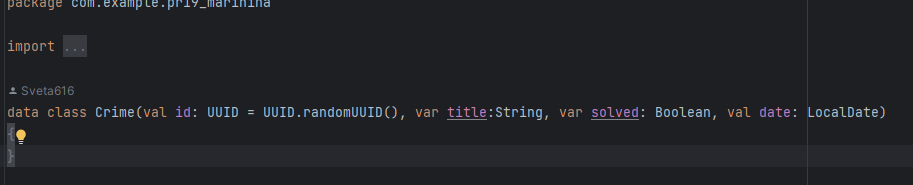 package com.example.pr19_marinina
import ...
Sveta616
data class Crime(val id: UUID = UUID.randomUUID(), var title:String, var solved: Boolean, val date: LocalDate)
{
}